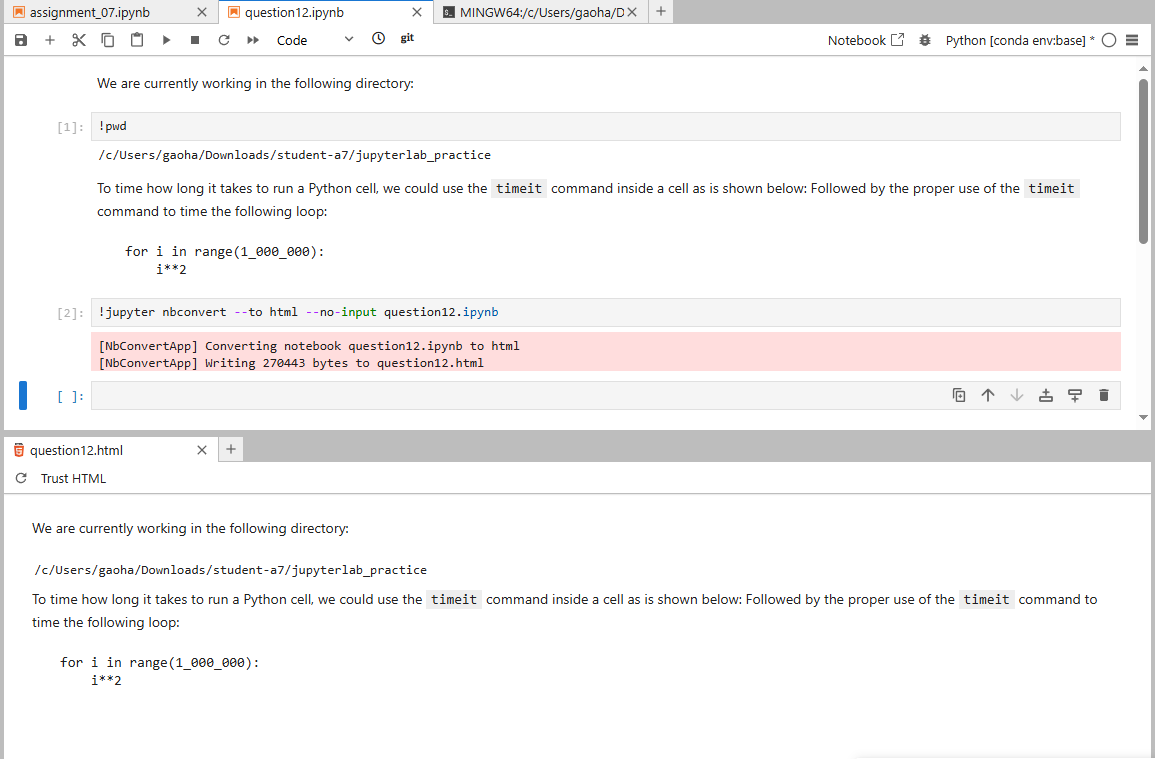 assignment_07.ipynb
question12.ipynb
MINGW64:/c/Users/gaoha/D
Code
git
Notebook
Python [conda env:base] *
We are currently working in the following directory:
[1]:
!pwd
/c/Users/gaoha/Downloads/student-a7/jupyterlab_practice
To time how long it takes to run a Python cell, we could use the timeit command inside a cell as is shown below: Followed by the proper use of the timeit
command to time the following loop:
for i in range(1_000_000):
i**2
[2]:
!jupyter nbconvert --to html --no-input question12.ipynb
[NbConvertApp] Converting notebook question12.ipynb to html
[NbConvertApp] Writing 270443 bytes to question12.html
[ ]:
question12.html
Trust HTML
We are currently working in the following directory:
/c/Users/gaoha/Downloads/student-a7/jupyterlab_practice
To time how long it takes to run a Python cell, we could use the timeit command inside a cell as is shown below: Followed by the proper use of the timeit command to
time the following loop:
for i in range(1_000_000):
i**2